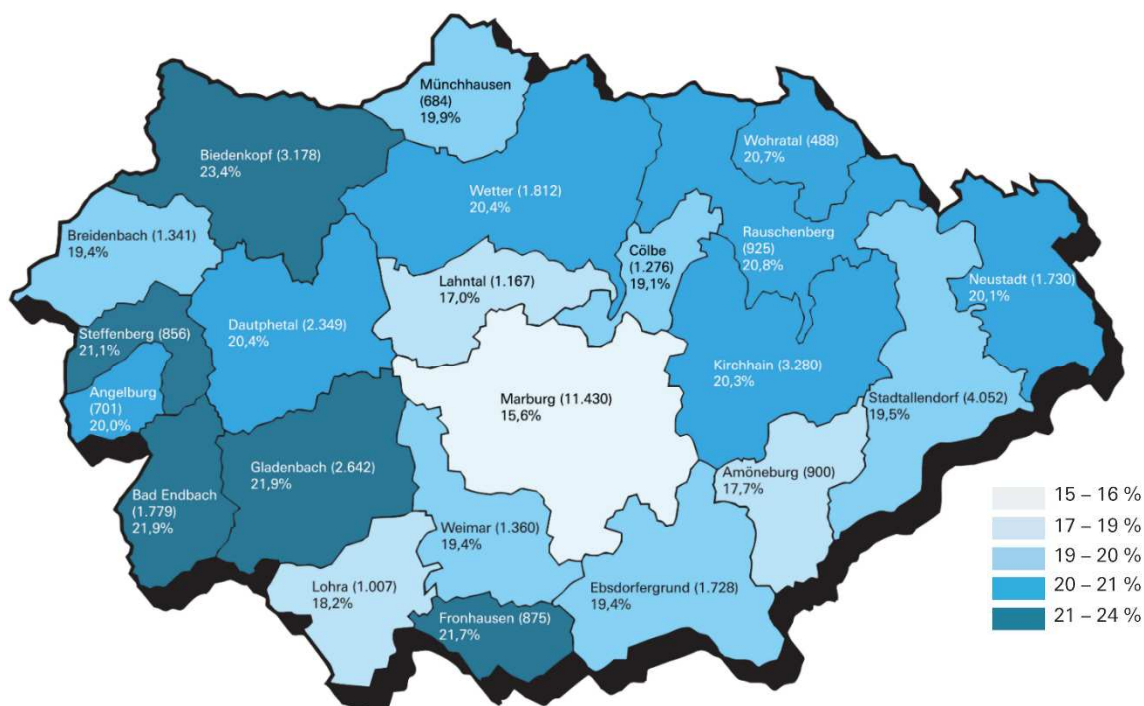 Münchhausen
(684)
19,9%
Biedenkopf (3.178)
23,4%
Wohratal (488)
20,7%
Wetter (1.812)
20,4%
Breidenbach (1.341)
19,4%
Rauschenberg
(925)
20,8%
Cölbe
(1.276)
19,1%
Lahntal (1.167)
17,0%
Neustadt (1.730)
20,1%
Steffenberg (856)
21,1%
Dautphetal (2.349)
20,4%
Kirchhain (3.280)
20,3%
Angelburg
(701)
20,0%
Marburg (11.430)
15,6%
Stadtallendorf (4.052)
19,5%
Gladenbach (2.642)
21,9%
Amöneburg (900)
17,7%
Bad Endbach
(1.779)
21,9%
Weimar (1.360)
19,4%
Lohra (1.007)
18,2%
Ebsdorfergrund (1.728)
19,4%
Fronhausen (875)
21,7%
15 – 16 %
17 – 19 %
19 – 20 %
20 – 21 %
21 – 24 %